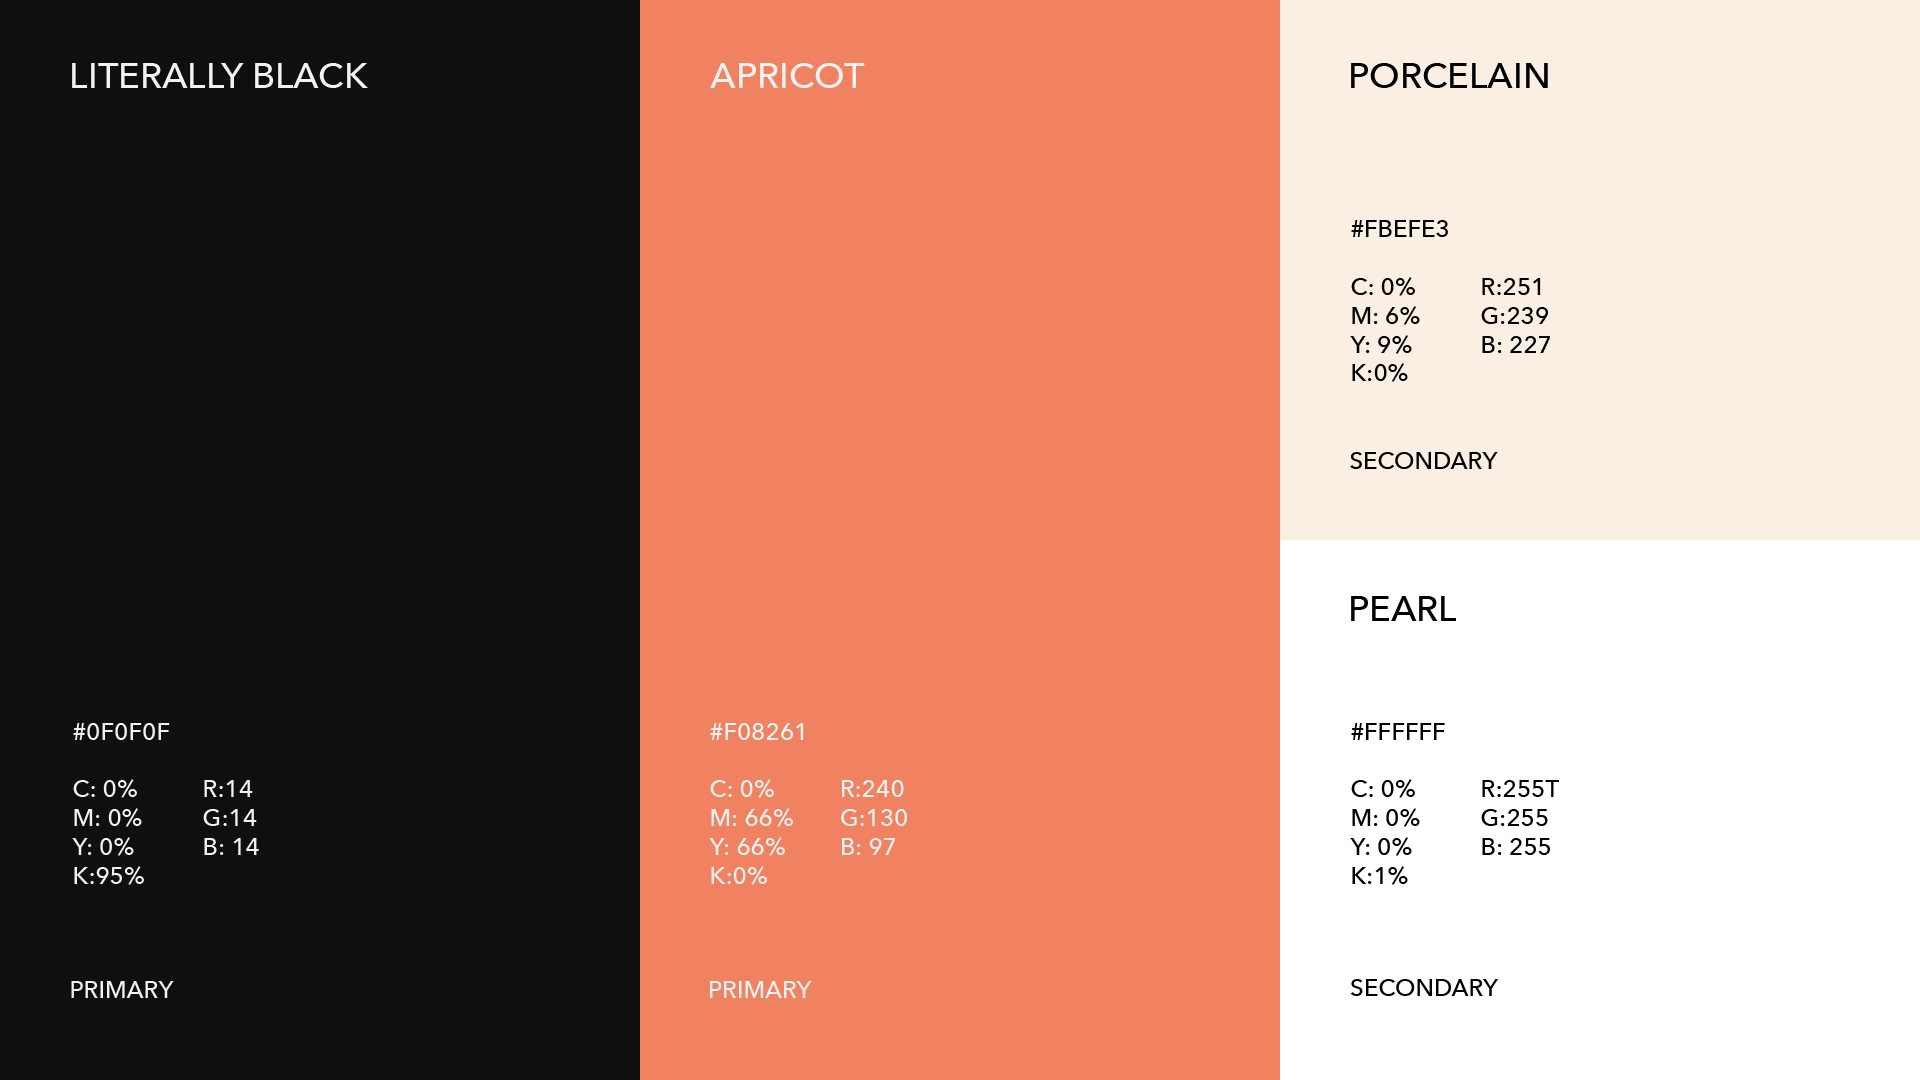 LITERALLY BLACK
#0F0F0F
C: 0% R:14
M: 0% G:14
Y: 0% B: 14
K:95%
PRIMARY
APRICOT
#F08261
C: 0% R:240
M: 66% G:130
Y: 66% B: 97
K:0%
PRIMARY
PORCELAIN
#FBEFE3
C: 0% R:251
M: 6% G:239
Y: 9% B: 227
K:0%
SECONDARY
PEARL
#FFFFFF
C: 0% R:255T
M: 0% G:255
Y: 0% B: 255
K:1%
SECONDARY